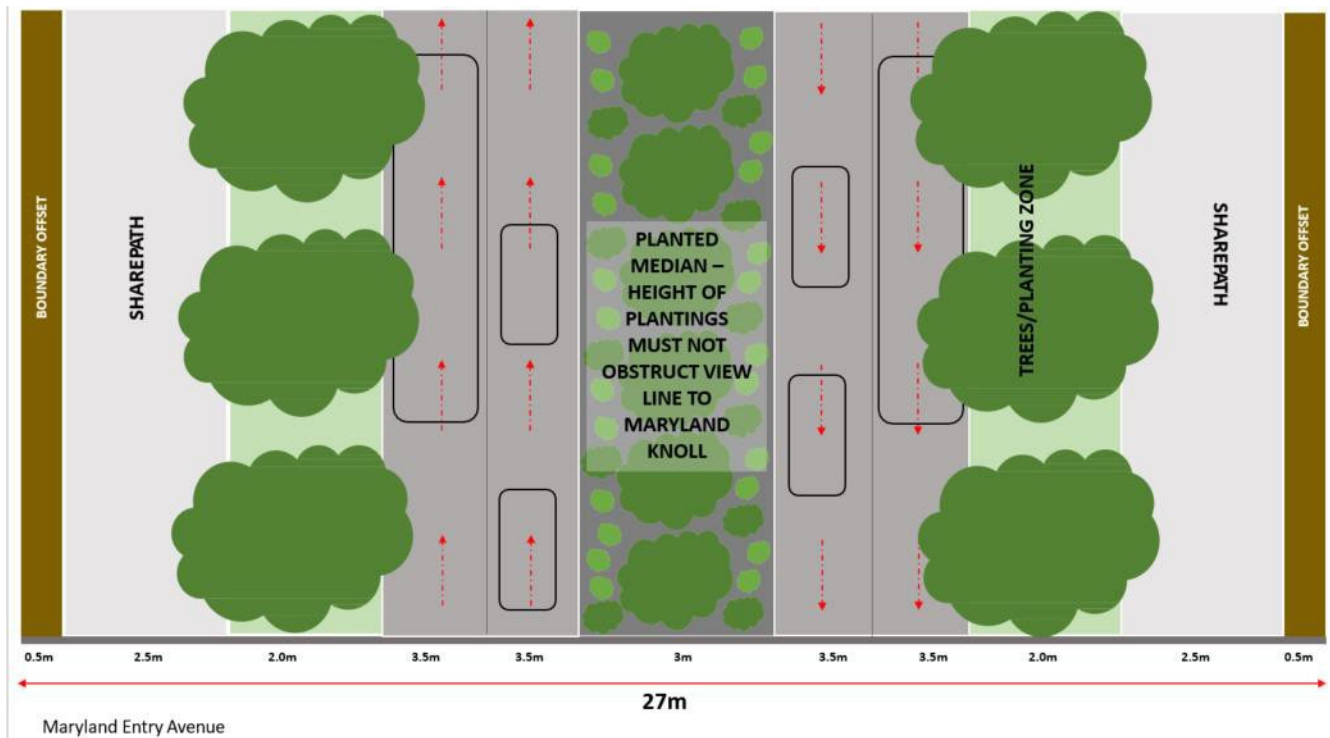 BOUNDARY OFFSET
SHAREPATH
PLANTED
MEDIAN –
HEIGHT OF
PLANTINGS
MUST NOT
OBSTRUCT VIEW
LINE TO
MARYLAND
KNOLL
TREES/PLANTING ZONE
SHAREPATH
BOUNDARY OFFSET
0.5m 2.5m 2.0m 3.5m 3.5m 3m 3.5m 3.5m 2.0m 2.5m 0.5m
27m
Maryland Entry Avenue